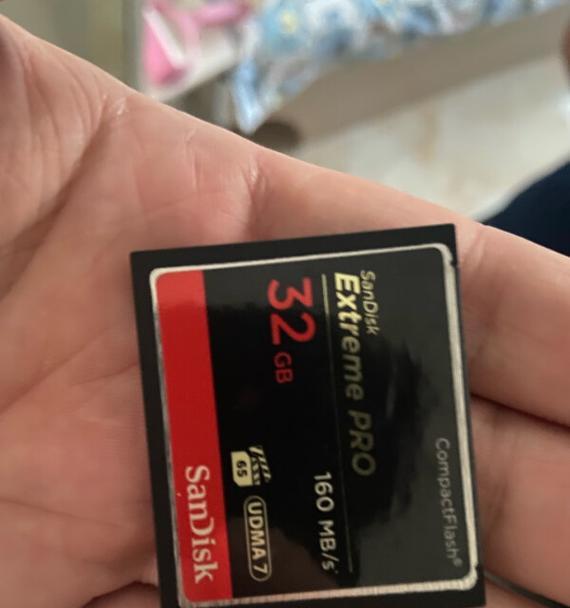 CompactFlash®
SanDisk
Extreme PRO
160 MB/s
32 GB
65
UDMA 7
SanDisk